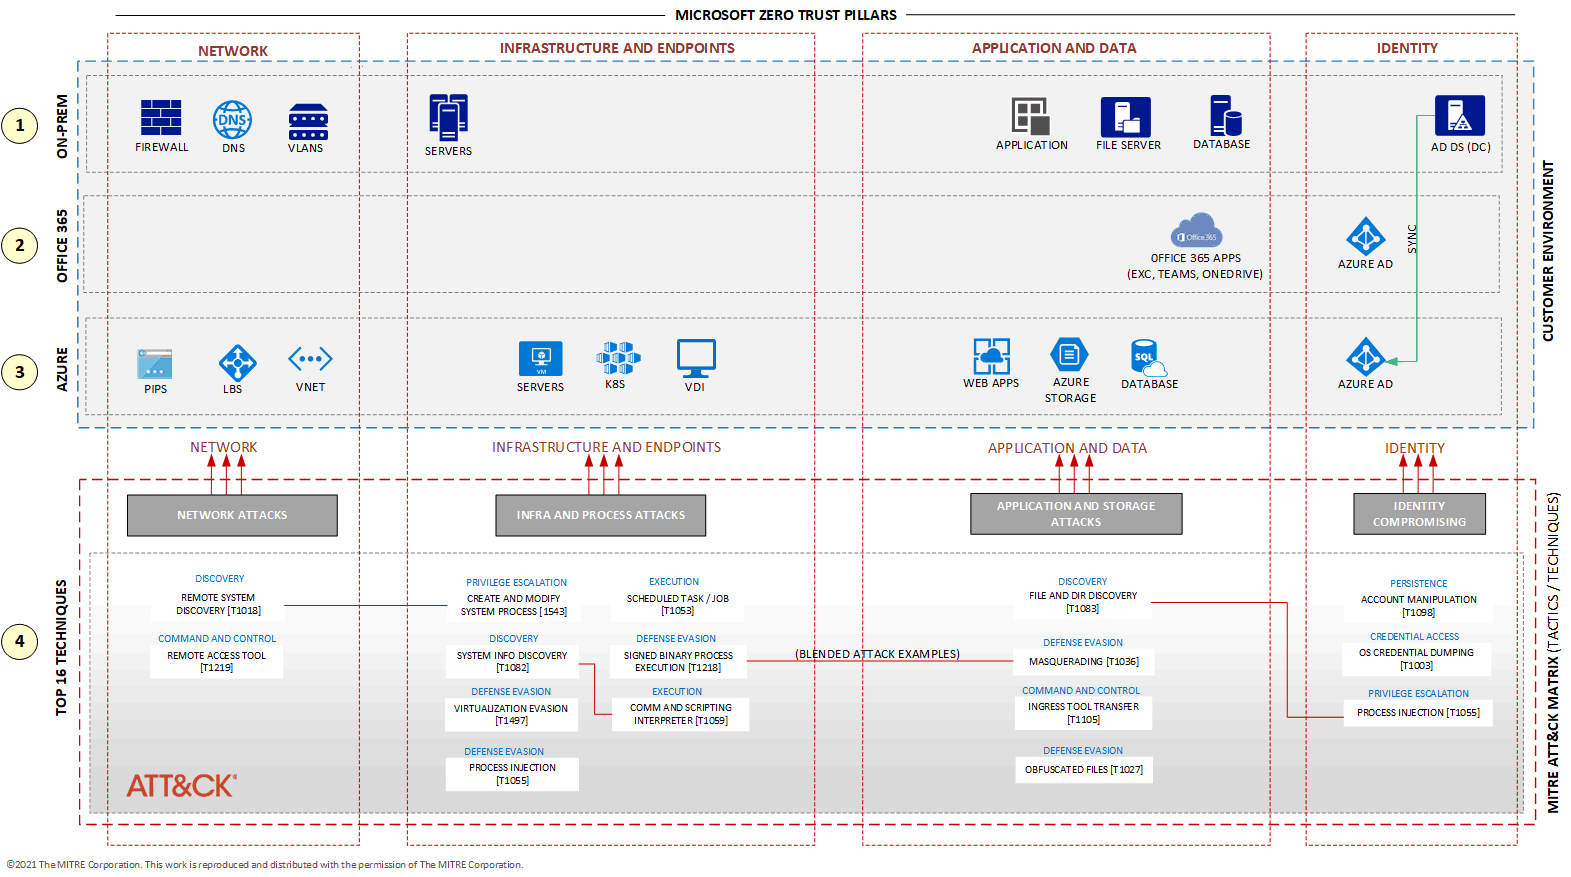 MICROSOFT ZERO TRUST PILLARS
NETWORK
INFRASTRUCTURE AND ENDPOINTS
APPLICATION AND DATA
IDENTITY
1
ON-PREM
FIREWALL
DNS
DNS
VLANS
SERVERS
APPLICATION
FILE SERVER
DATABASE
AD DS (DC)
CUSTOMER ENVIRONMENT
2
OFFICE 365
Office365
OFFICE 365 APPS
(EXC, TEAMS, ONEDRIVE)
AZURE AD
SYNC
3
AZURE
PIPS
LBS
VNET
VM
SERVERS
K8S
VDI
WEB APPS
AZURE
STORAGE
SQL
DATABASE
AZURE AD
NETWORK
INFRASTRUCTURE AND ENDPOINTS
APPLICATION AND DATA
IDENTITY
NETWORK ATTACKS
INFRA AND PROCESS ATTACKS
APPLICATION AND STORAGE
ATTACKS
IDENTITY
COMPROMISING
MITRE ATT&CK MATRIX (TACTICS / TECHNIQUES)
4
TOP 16 TECHNIQUES
DISCOVERY
REMOTE SYSTEM
DISCOVERY [T1018]
COMMAND AND CONTROL
REMOTE ACCESS TOOL
[T1219]
PRIVILEGE ESCALATION
CREATE AND MODIFY
SYSTEM PROCESS [1543]
DISCOVERY
SYSTEM INFO DISCOVERY
[T1082]
DEFENSE EVASION
VIRTUALIZATION EVASION
[T1497]
DEFENSE EVASION
PROCESS INJECTION
[T1055]
EXECUTION
SCHEDULED TASK / JOB
[T1053]
DEFENSE EVASION
SIGNED BINARY PROCESS
EXECUTION [T1218]
EXECUTION
COMM AND SCRIPTING
INTERPRETER [T1059]
(BLENDED ATTACK EXAMPLES)
DISCOVERY
FILE AND DIR DISCOVERY
[T1083]
DEFENSE EVASION
MASQUERADING [T1036]
COMMAND AND CONTROL
INGRESS TOOL TRANSFER
[T1105]
DEFENSE EVASION
OBFUSCATED FILES [T1027]
PERSISTENCE
ACCOUNT MANIPULATION
[T1098]
CREDENTIAL ACCESS
OS CREDENTIAL DUMPING
[T1003]
PRIVILEGE ESCALATION
PROCESS INJECTION [T1055]
ATT&CK®
©2021 The MITRE Corporation. This work is reproduced and distributed with the permission of The MITRE Corporation.